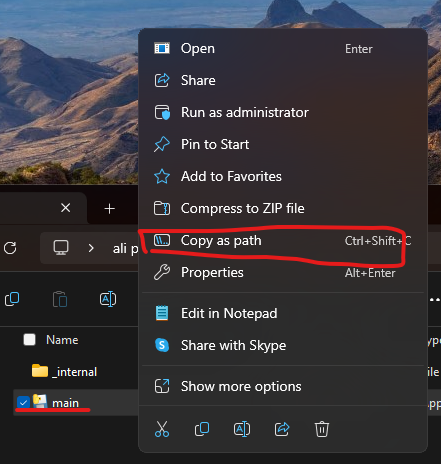 Open Enter
Share
Run as administrator
Pin to Start
Add to Favorites
Compress to ZIP file
Copy as path Ctrl+Shift+C
Properties Alt+Enter
Edit in Notepad
Share with Skype
Show more options
ali p
Name
_internal
main